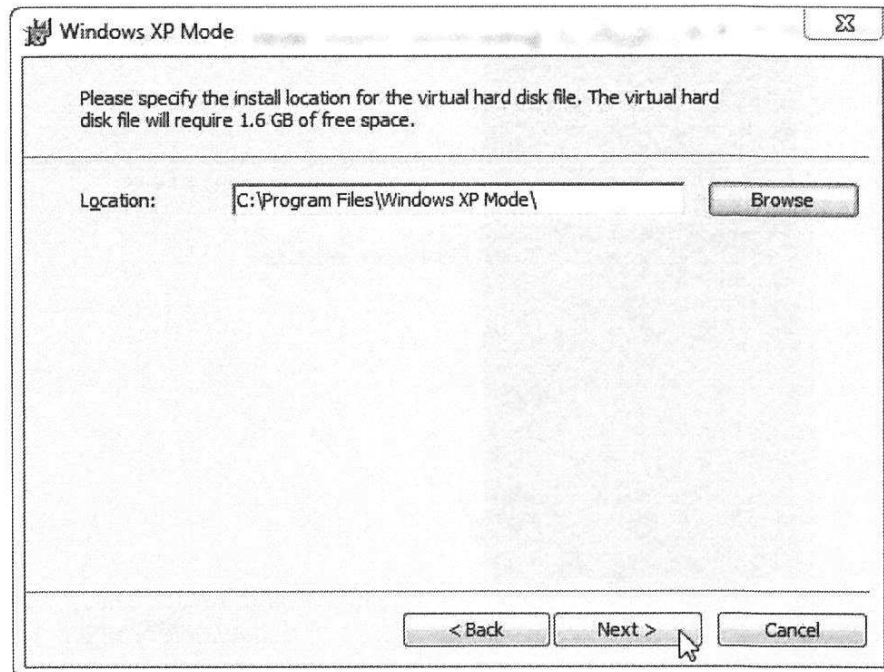 Windows XP Mode
Please specify the install location for the virtual hard disk file. The virtual hard
disk file will require 1.6 GB of free space.
Location: C:\Program Files\Windows XP Mode\ Browse
< Back Next > Cancel